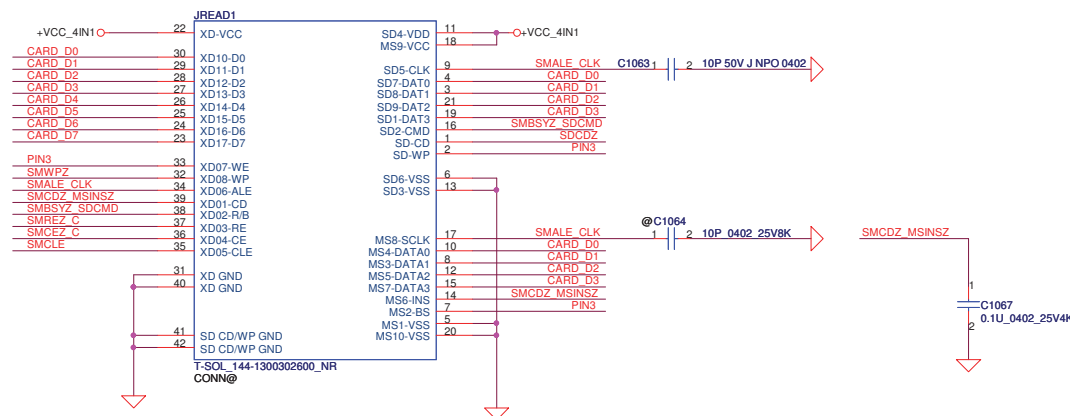 JREAD1
+VCC_4IN1 22 XD-VCC
SD4-VDD 11 +VCC_4IN1
MS9-VCC 18
CARD_D0 30 XD10-D0
CARD_D1 29 XD11-D1
CARD_D2 28 XD12-D2
CARD_D3 27 XD13-D3
CARD_D4 26 XD14-D4
CARD_D5 25 XD15-D5
CARD_D6 24 XD16-D6
CARD_D7 23 XD17-D7
SD5-CLK 9 SMALE_CLK C1063 1 2 10P 50V J NPO 0402
SD7-DAT0 4 CARD_D0
SD8-DAT1 3 CARD_D1
SD9-DAT2 21 CARD_D2
SD1-DAT3 19 CARD_D3
SD2-CMD 16 SMBSYZ_SDCMD
SD-CD 1 SDCDZ
SD-WP 2 PIN3
PIN3 33 XD07-WE
SMWPZ 32 XD08-WP
SMALE_CLK 34 XD06-ALE
SMCDZ_MSINSZ 39 XD01-CD
SMBSYZ_SDCMD 38 XD02-R/B
SMREZ_C 37 XD03-RE
SMCEZ_C 36 XD04-CE
SMCLE 35 XD05-CLE
SD6-VSS 6
SD3-VSS 13
MS8-SCLK 17 SMALE_CLK @C1064 1 2 10P_0402_25V8K
MS4-DATA0 10 CARD_D0
MS3-DATA1 8 CARD_D1
MS5-DATA2 12 CARD_D2
MS7-DATA3 15 CARD_D3
MS6-INS 14 SMCDZ_MSINSZ
MS2-BS 7 PIN3
MS1-VSS 5
MS10-VSS 20
31 XD GND
40 XD GND
41 SD CD/WP GND
42 SD CD/WP GND
T-SOL_144-1300302600_NR
CONN@
SMCDZ_MSINSZ
1
C1067
0.1U_0402_25V4K
2